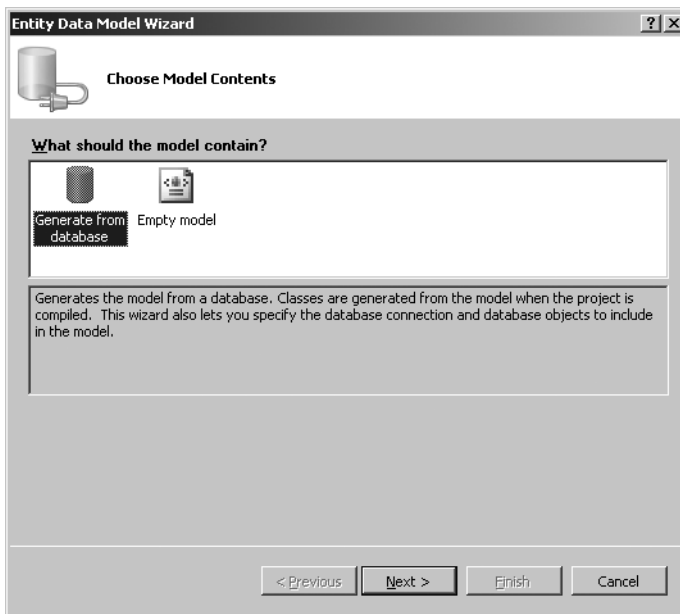 Entity Data Model Wizard
Choose Model Contents
What should the model contain?
Generate from
database
Empty model
Generates the model from a database. Classes are generated from the model when the project is
compiled. This wizard also lets you specify the database connection and database objects to include
in the model.
< Previous
Next >
Finish
Cancel